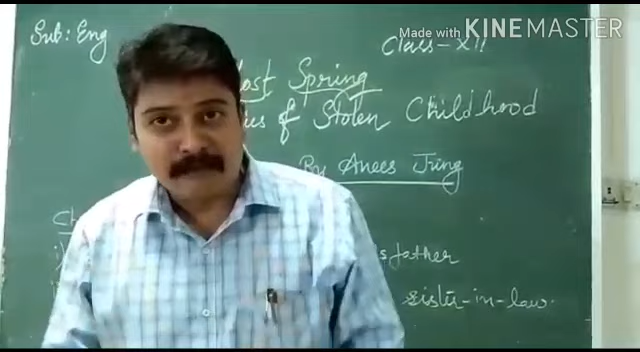 Made with KINEMASTER
Sub: Eng
Class - XII
Lost Spring
of Stolen Childhood
By Anees Jung
father
sister-in-law.